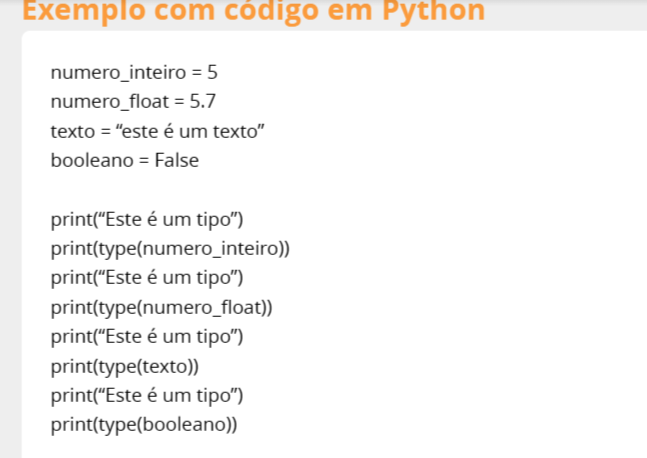 Exemplo com código em Python
numero_inteiro = 5
numero_float = 5.7
texto = “este é um texto”
booleano = False
print(“Este é um tipo”)
print(type(numero_inteiro))
print(“Este é um tipo”)
print(type(numero_float))
print(“Este é um tipo”)
print(type(texto))
print(“Este é um tipo”)
print(type(booleano))